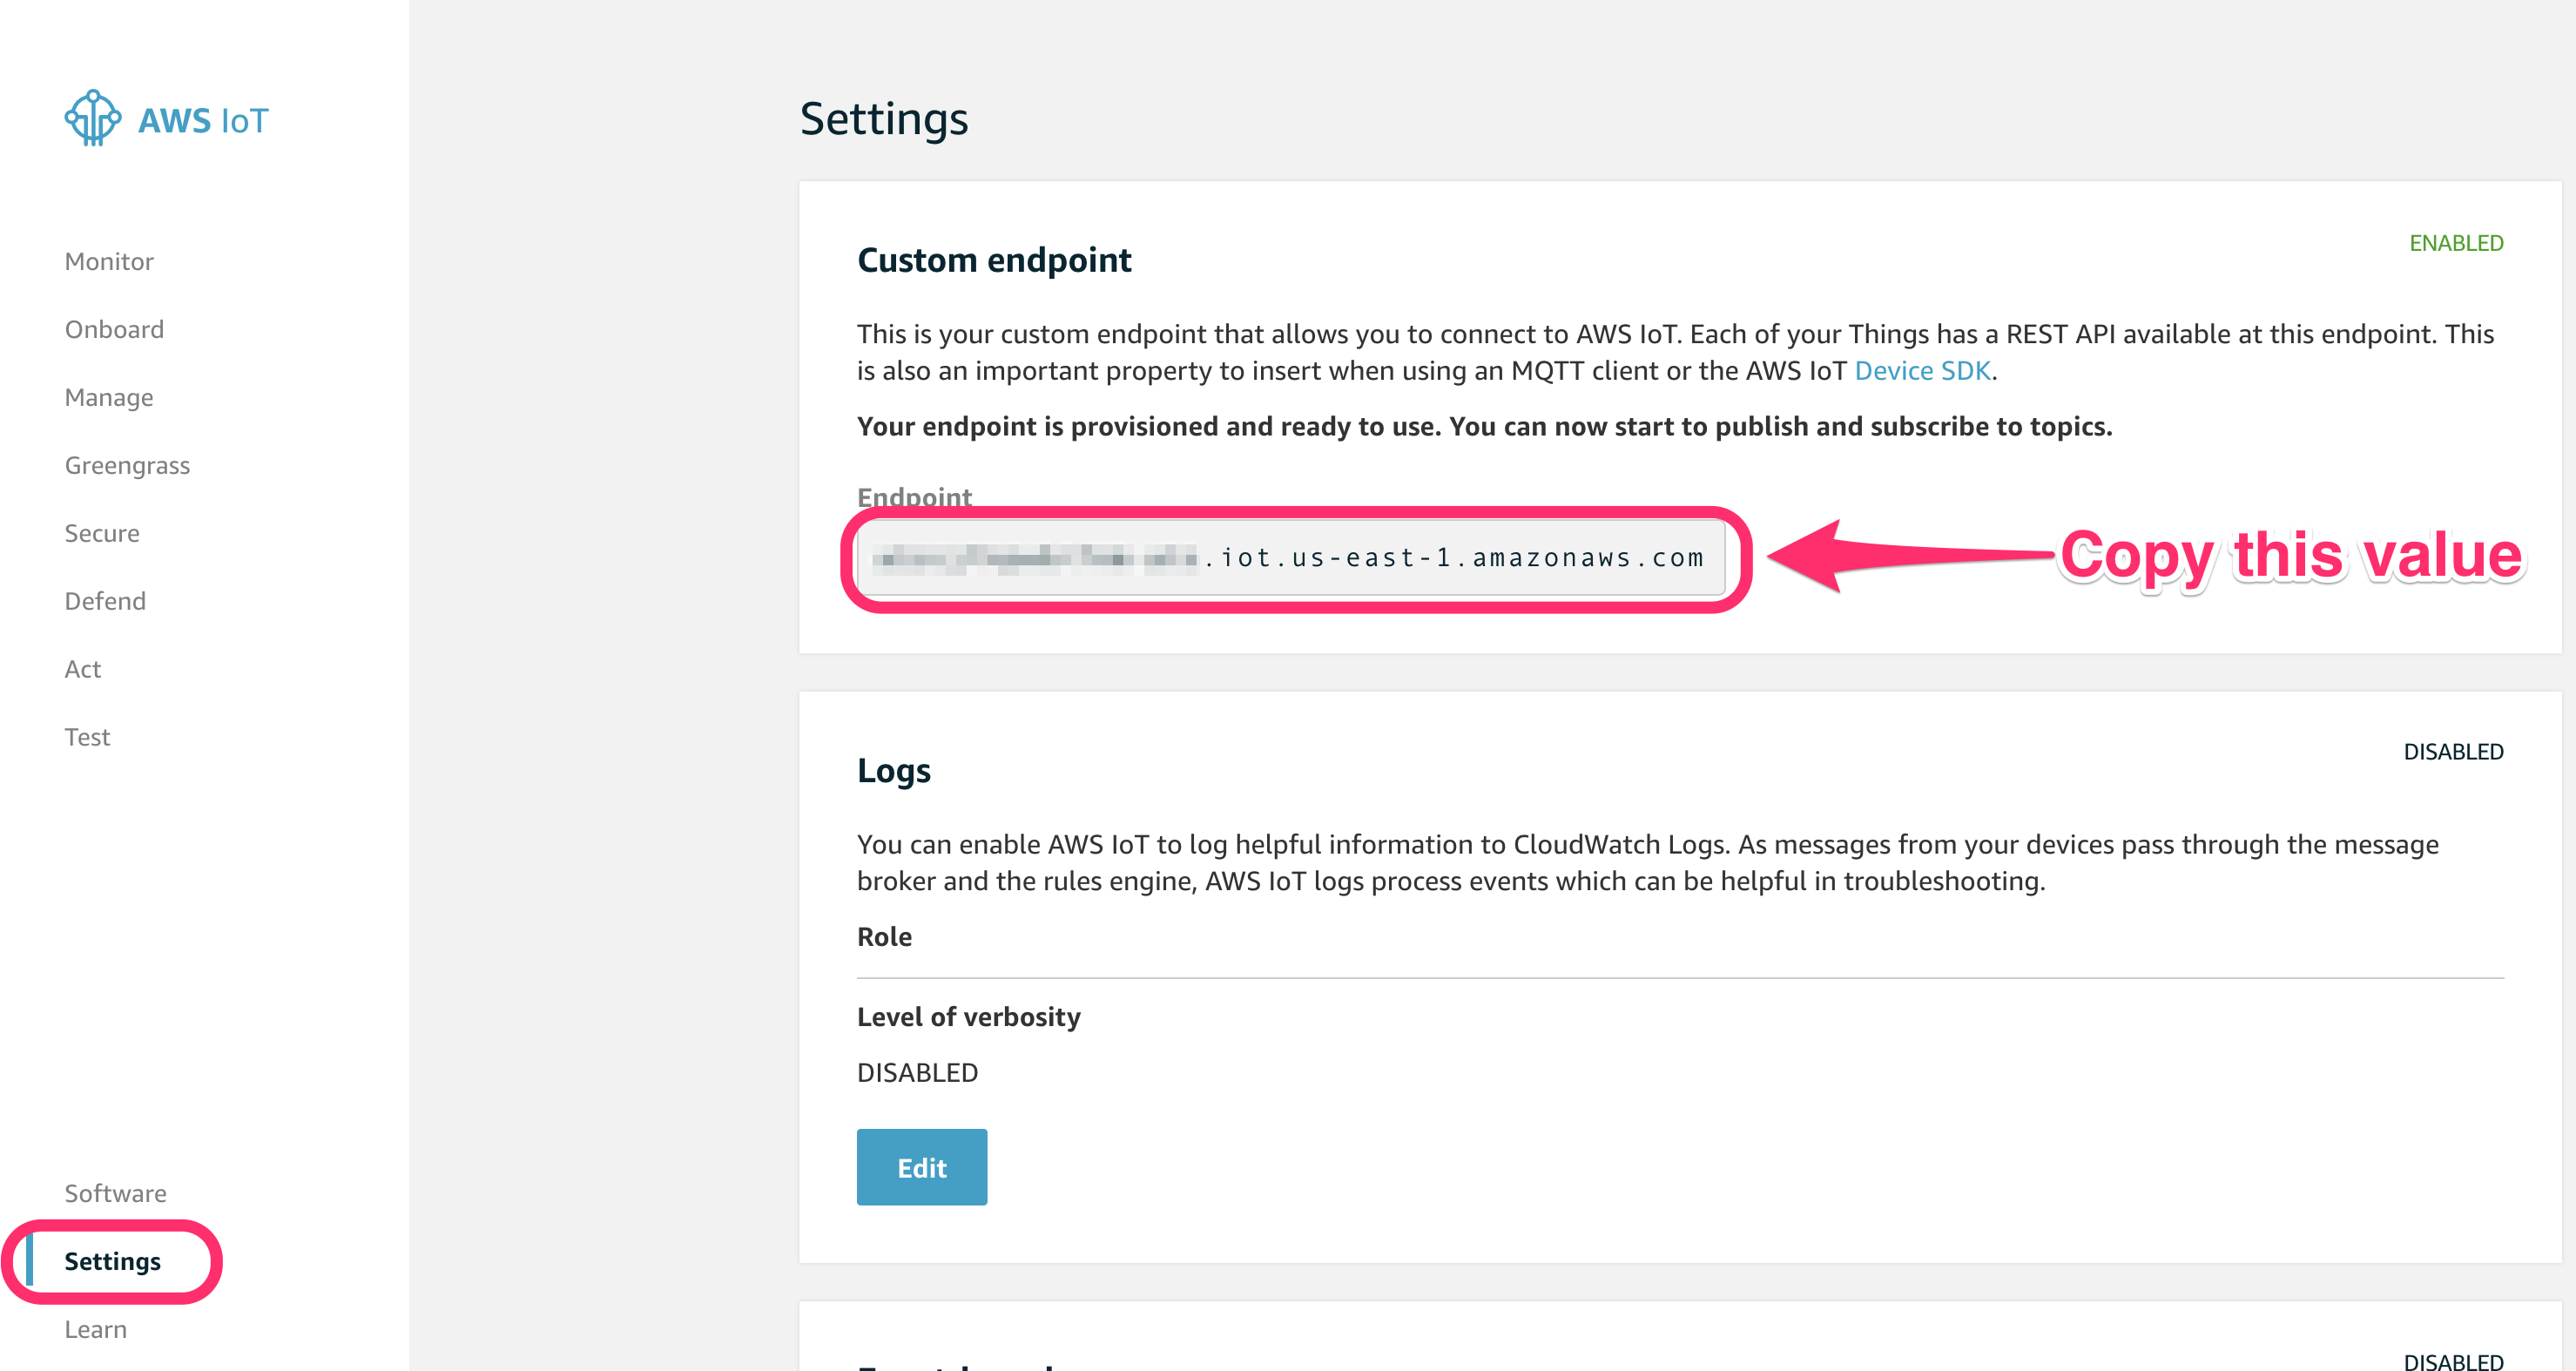 AWS IoT
Monitor
Onboard
Manage
Greengrass
Secure
Defend
Act
Test
Software
Settings
Learn
Settings
Custom endpoint
ENABLED
This is your custom endpoint that allows you to connect to AWS IoT. Each of your Things has a REST API available at this endpoint. This
is also an important property to insert when using an MQTT client or the AWS IoT Device SDK.
Your endpoint is provisioned and ready to use. You can now start to publish and subscribe to topics.
Endpoint
.iot.us-east-1.amazonaws.com
Copy this value
Logs
DISABLED
You can enable AWS IoT to log helpful information to CloudWatch Logs. As messages from your devices pass through the message
broker and the rules engine, AWS IoT logs process events which can be helpful in troubleshooting.
Role
Level of verbosity
DISABLED
Edit
DISABLED